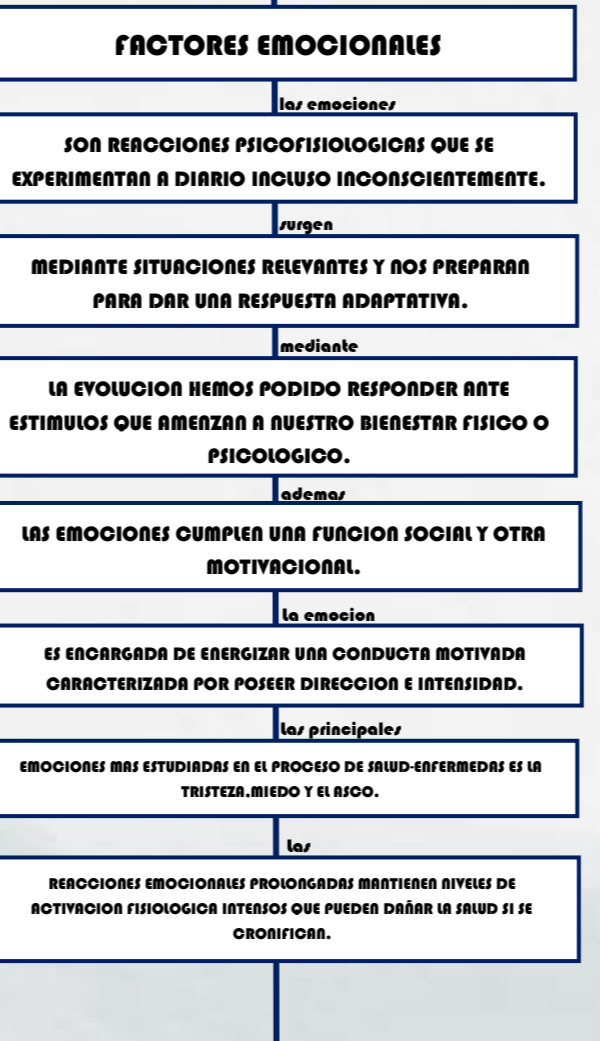 FACTORES EMOCIONALES
las emociones
SON REACCIONES PSICOFISIOLOGICAS QUE SE
EXPERIMENTAN A DIARIO INCLUSO INCONSCIENTEMENTE.
surgen
MEDIANTE SITUACIONES RELEVANTES Y NOS PREPARAN
PARA DAR UNA RESPUESTA ADAPTATIVA.
mediante
LA EVOLUCION HEMOS PODIDO RESPONDER ANTE
ESTIMULOS QUE AMENZAN A NUESTRO BIENESTAR FISICO O
PSICOLOGICO.
ademas
LAS EMOCIONES CUMPLEN UNA FUNCION SOCIAL Y OTRA
MOTIVACIONAL.
La emocion
ES ENCARGADA DE ENERGIZAR UNA CONDUCTA MOTIVADA
CARACTERIZADA POR POSEER DIRECCION E INTENSIDAD.
Las principales
EMOCIONES MAS ESTUDIADAS EN EL PROCESO DE SALUD-ENFERMEDAS ES LA
TRISTEZA,MIEDO Y EL ASCO.
Las
REACCIONES EMOCIONALES PROLONGADAS MANTIENEN NIVELES DE
ACTIVACION FISIOLOGICA INTENSOS QUE PUEDEN DAÑAR LA SALUD SI SE
CRONIFICAN.